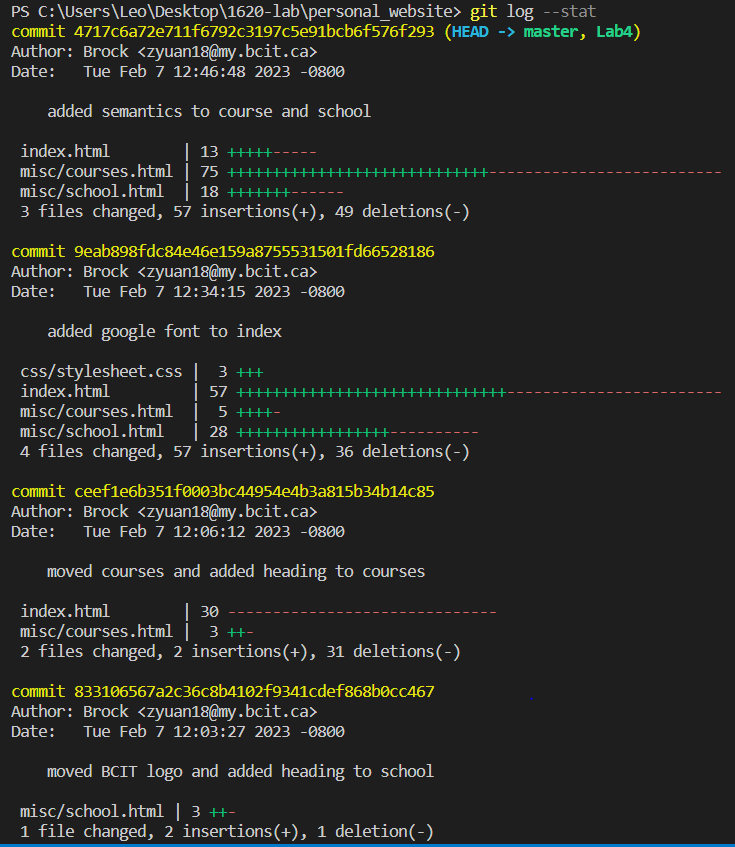 PS C:\Users\Leo\Desktop\1620-lab\personal_website> git log --stat
commit 4717c6a72e711f6792c3197c5e91bcb6f576f293 (HEAD -> master, Lab4)
Author: Brock <zyuan18@my.bcit.ca>
Date:   Tue Feb 7 12:46:48 2023 -0800

    added semantics to course and school

 index.html        | 13 +++++-----
 misc/courses.html | 75 +++++++++++++++++++++++++++++--------------------------
 misc/school.html  | 18 +++++++------
 3 files changed, 57 insertions(+), 49 deletions(-)

commit 9eab898fdc84e46e159a8755531501fd66528186
Author: Brock <zyuan18@my.bcit.ca>
Date:   Tue Feb 7 12:34:15 2023 -0800

    added google font to index

 css/stylesheet.css |  3 +++
 index.html         | 57 ++++++++++++++++++++++++++++++------------------------
 misc/courses.html  |  5 ++++-
 misc/school.html   | 28 +++++++++++++++++----------
 4 files changed, 57 insertions(+), 36 deletions(-)

commit ceef1e6b351f0003bc44954e4b3a815b34b14c85
Author: Brock <zyuan18@my.bcit.ca>
Date:   Tue Feb 7 12:06:12 2023 -0800

    moved courses and added heading to courses

 index.html        | 30 ------------------------------
 misc/courses.html |  3 ++-
 2 files changed, 2 insertions(+), 31 deletions(-)

commit 833106567a2c36c8b4102f9341cdef868b0cc467
Author: Brock <zyuan18@my.bcit.ca>
Date:   Tue Feb 7 12:03:27 2023 -0800

    moved BCIT logo and added heading to school

 misc/school.html | 3 ++-
 1 file changed, 2 insertions(+), 1 deletion(-)